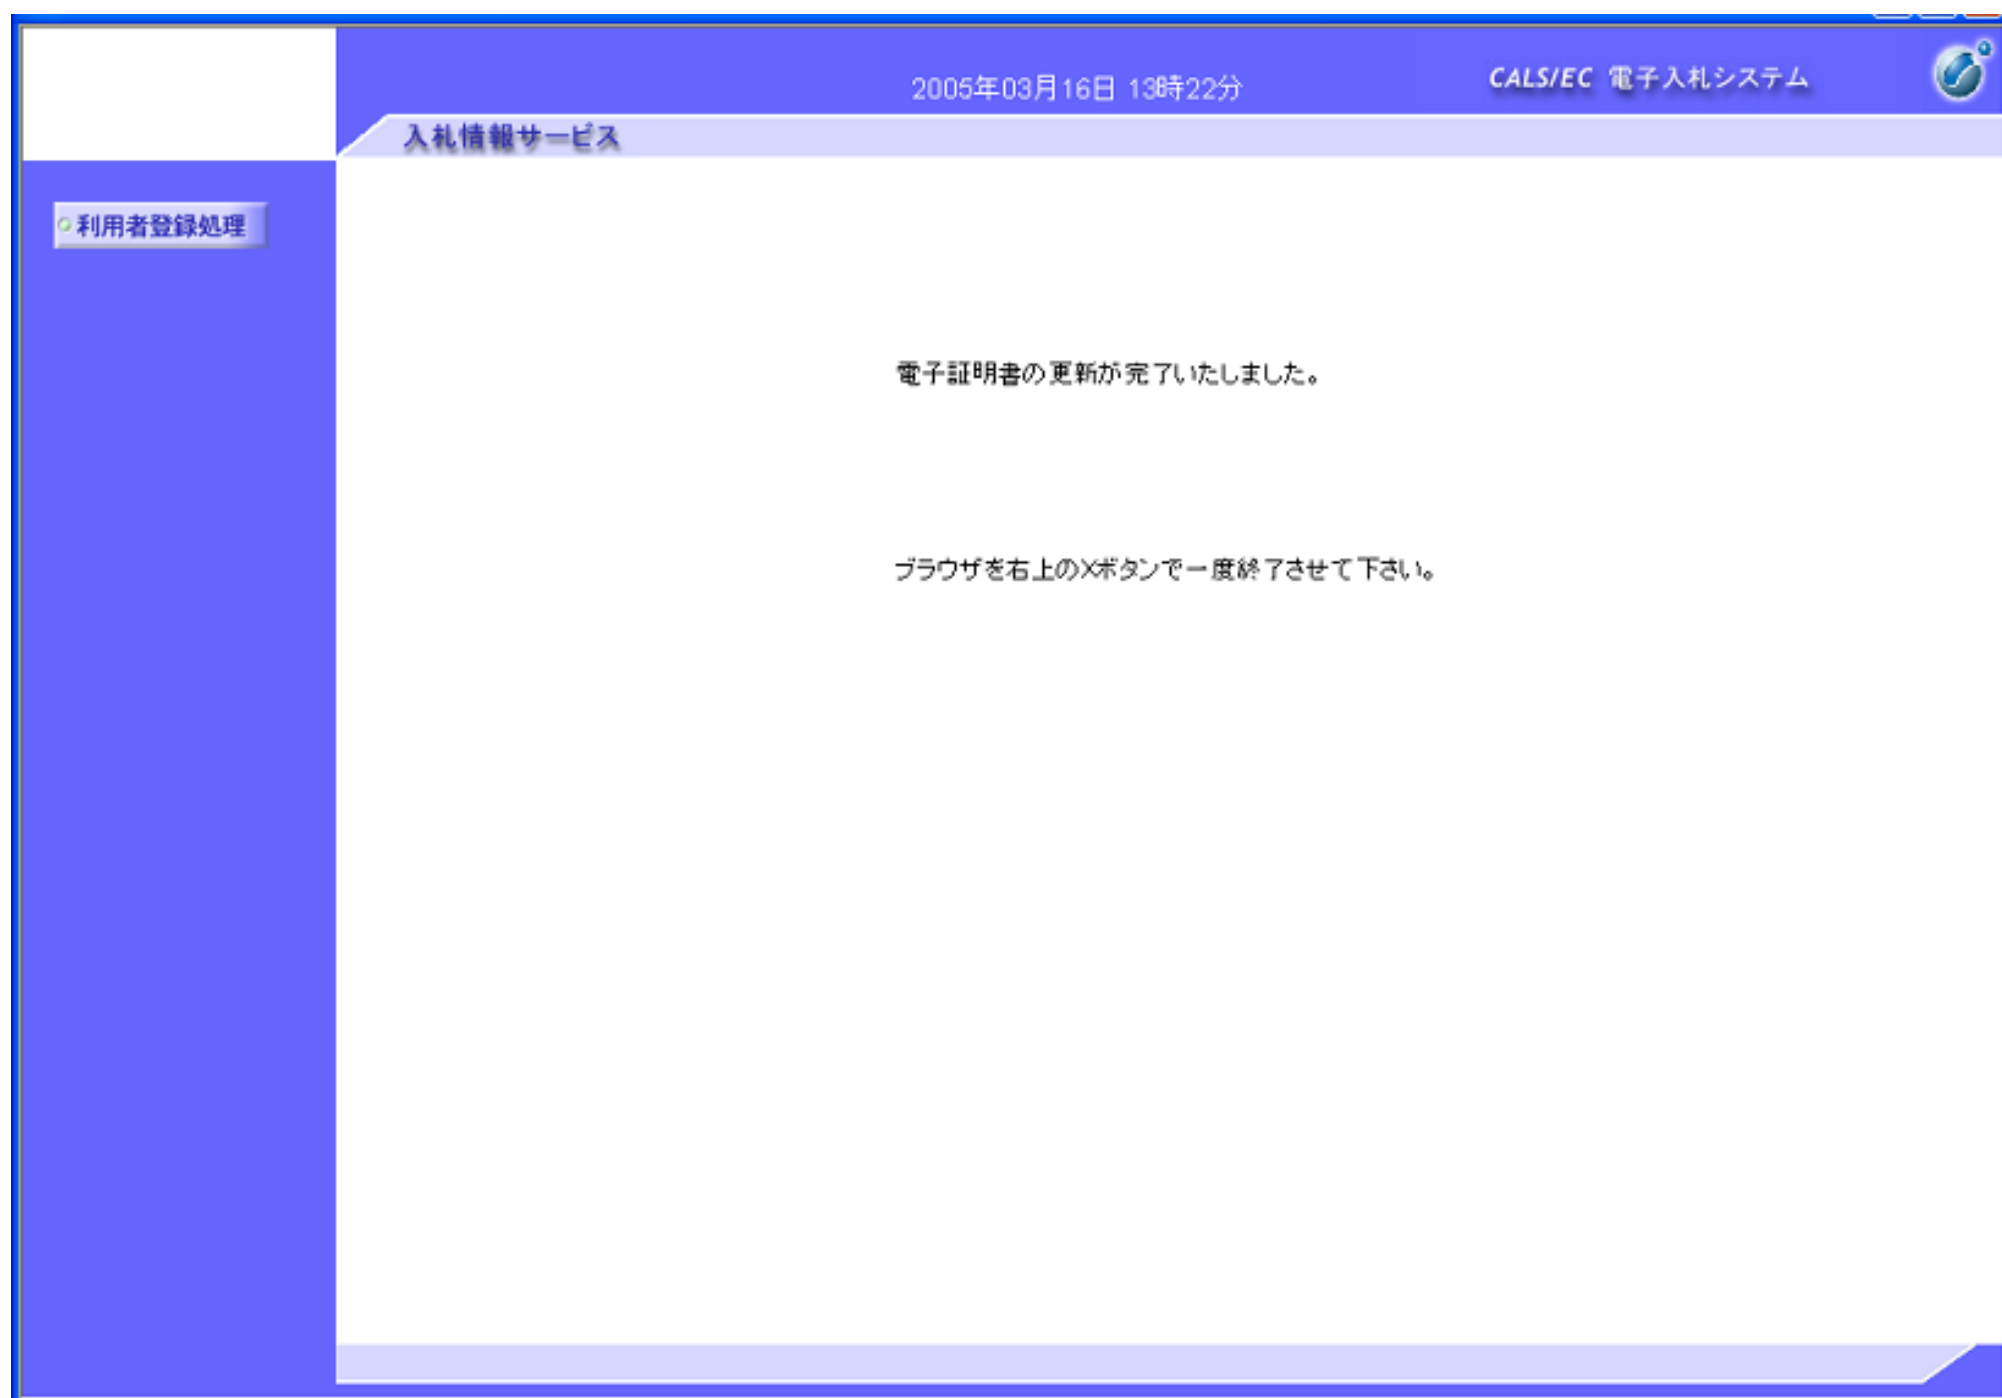 2005年03月16日 13時22分
CALS/EC 電子入札システム
入札情報サービス
利用者登録処理
電子証明書の更新が完了いたしました。
ブラウザを右上の×ボタンで一度終了させて下さい。